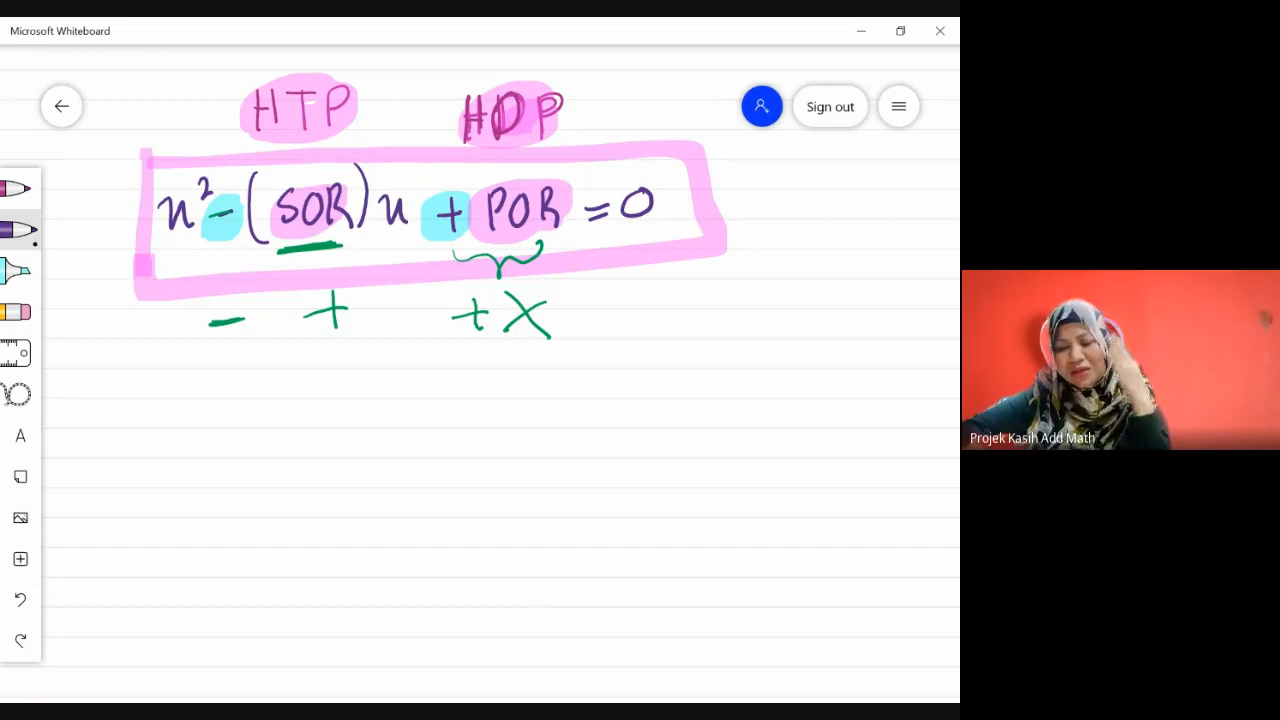 Microsoft Whiteboard
Sign out
HTP HDP
x² - (SOR)x + POR = 0
- + + x
A
Projek Kasih Add Math